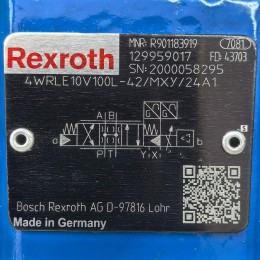 MNR: R901183919 7081
Rexroth 129959017 FD: 43703
SN: 2000058295
4WRLE10V100L-42/MXY/24A1
A B
a b
P T Y X
5
Bosch Rexroth AG D-97816 Lohr
Made in Germany